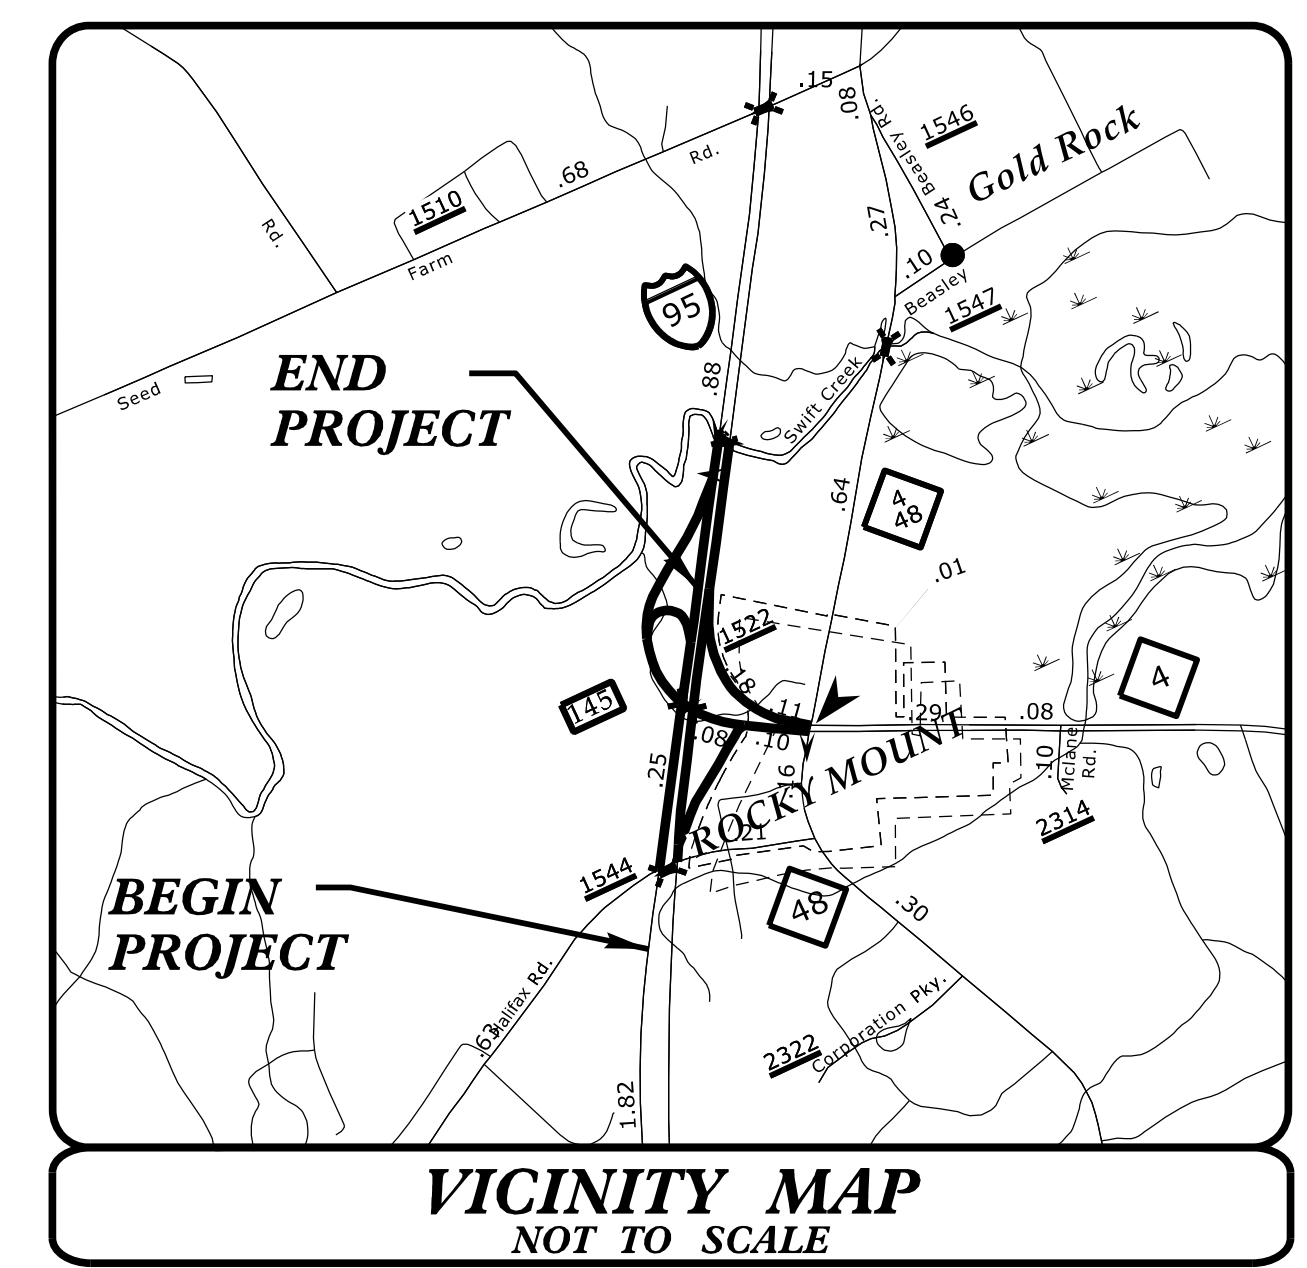 .15
.08
Beasley Rd.
1546
Gold Rock
Rd.
.68
1510
.24
.27
Rd.
Farm
.10
Beasley
1547
95
END
PROJECT
.88
Seed
Swift Creek
4
48
.64
.01
1522
.18
4
145
.11
.29
.08
.08
.10
ROCKY MOUNT
.25
.16
.10
Mclane
Rd.
.21
2314
1544
BEGIN
PROJECT
48
.30
Halifax Rd.
.63
Corporation Pky.
2322
1.82
VICINITY MAP
NOT TO SCALE